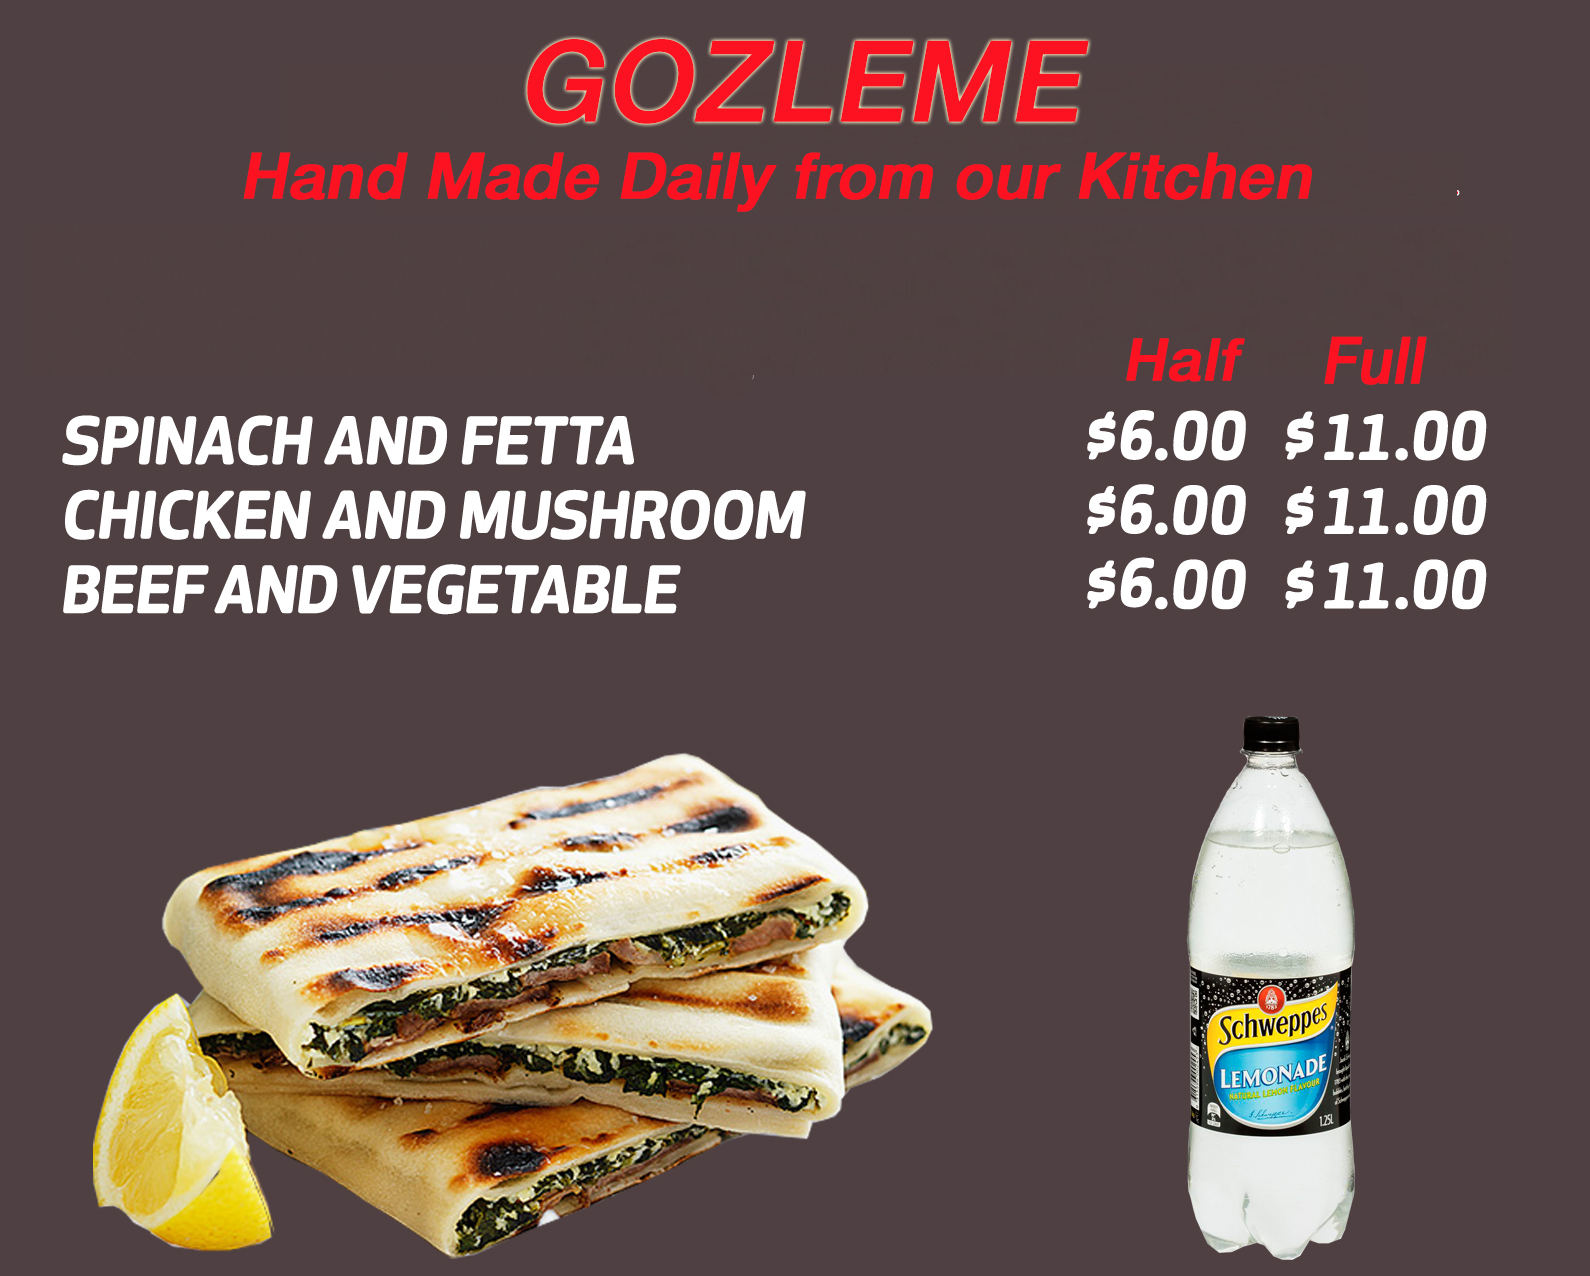 GOZLEME
Hand Made Daily from our Kitchen
Half Full
SPINACH AND FETTA $6.00 $11.00
CHICKEN AND MUSHROOM $6.00 $11.00
BEEF AND VEGETABLE $6.00 $11.00
Schweppes
LEMONADE
NATURAL LEMON FLAVOUR
1.25L